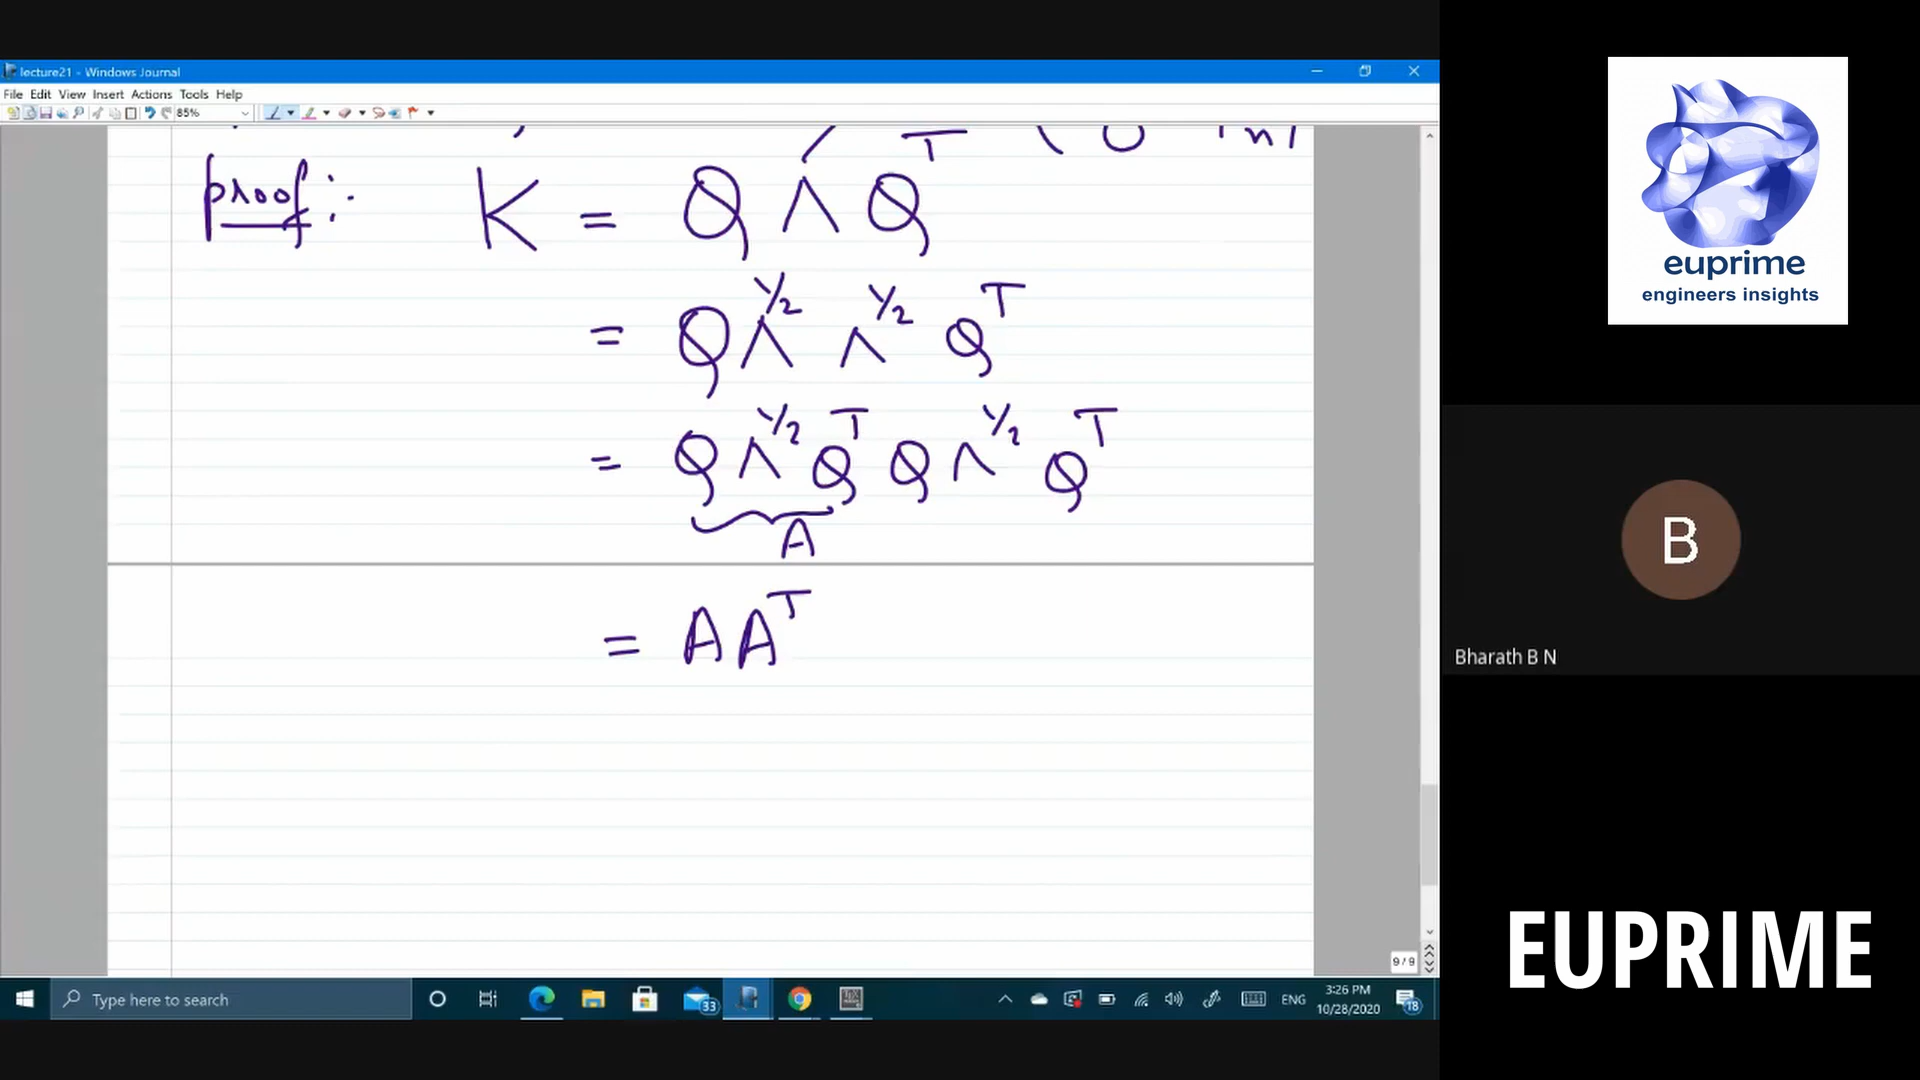 lecture21 - Windows Journal
File Edit View Insert Actions Tools Help
85%
proof:
K = Q Λ Q^T
= Q Λ^1/2 Λ^1/2 Q^T
= Q Λ^1/2 Q^T Q Λ^1/2 Q^T
A
= A A^T
9 / 9
Type here to search
33
ENG
3:26 PM
10/28/2020
18
euprime
engineers insights
B
Bharath B N
EUPRIME